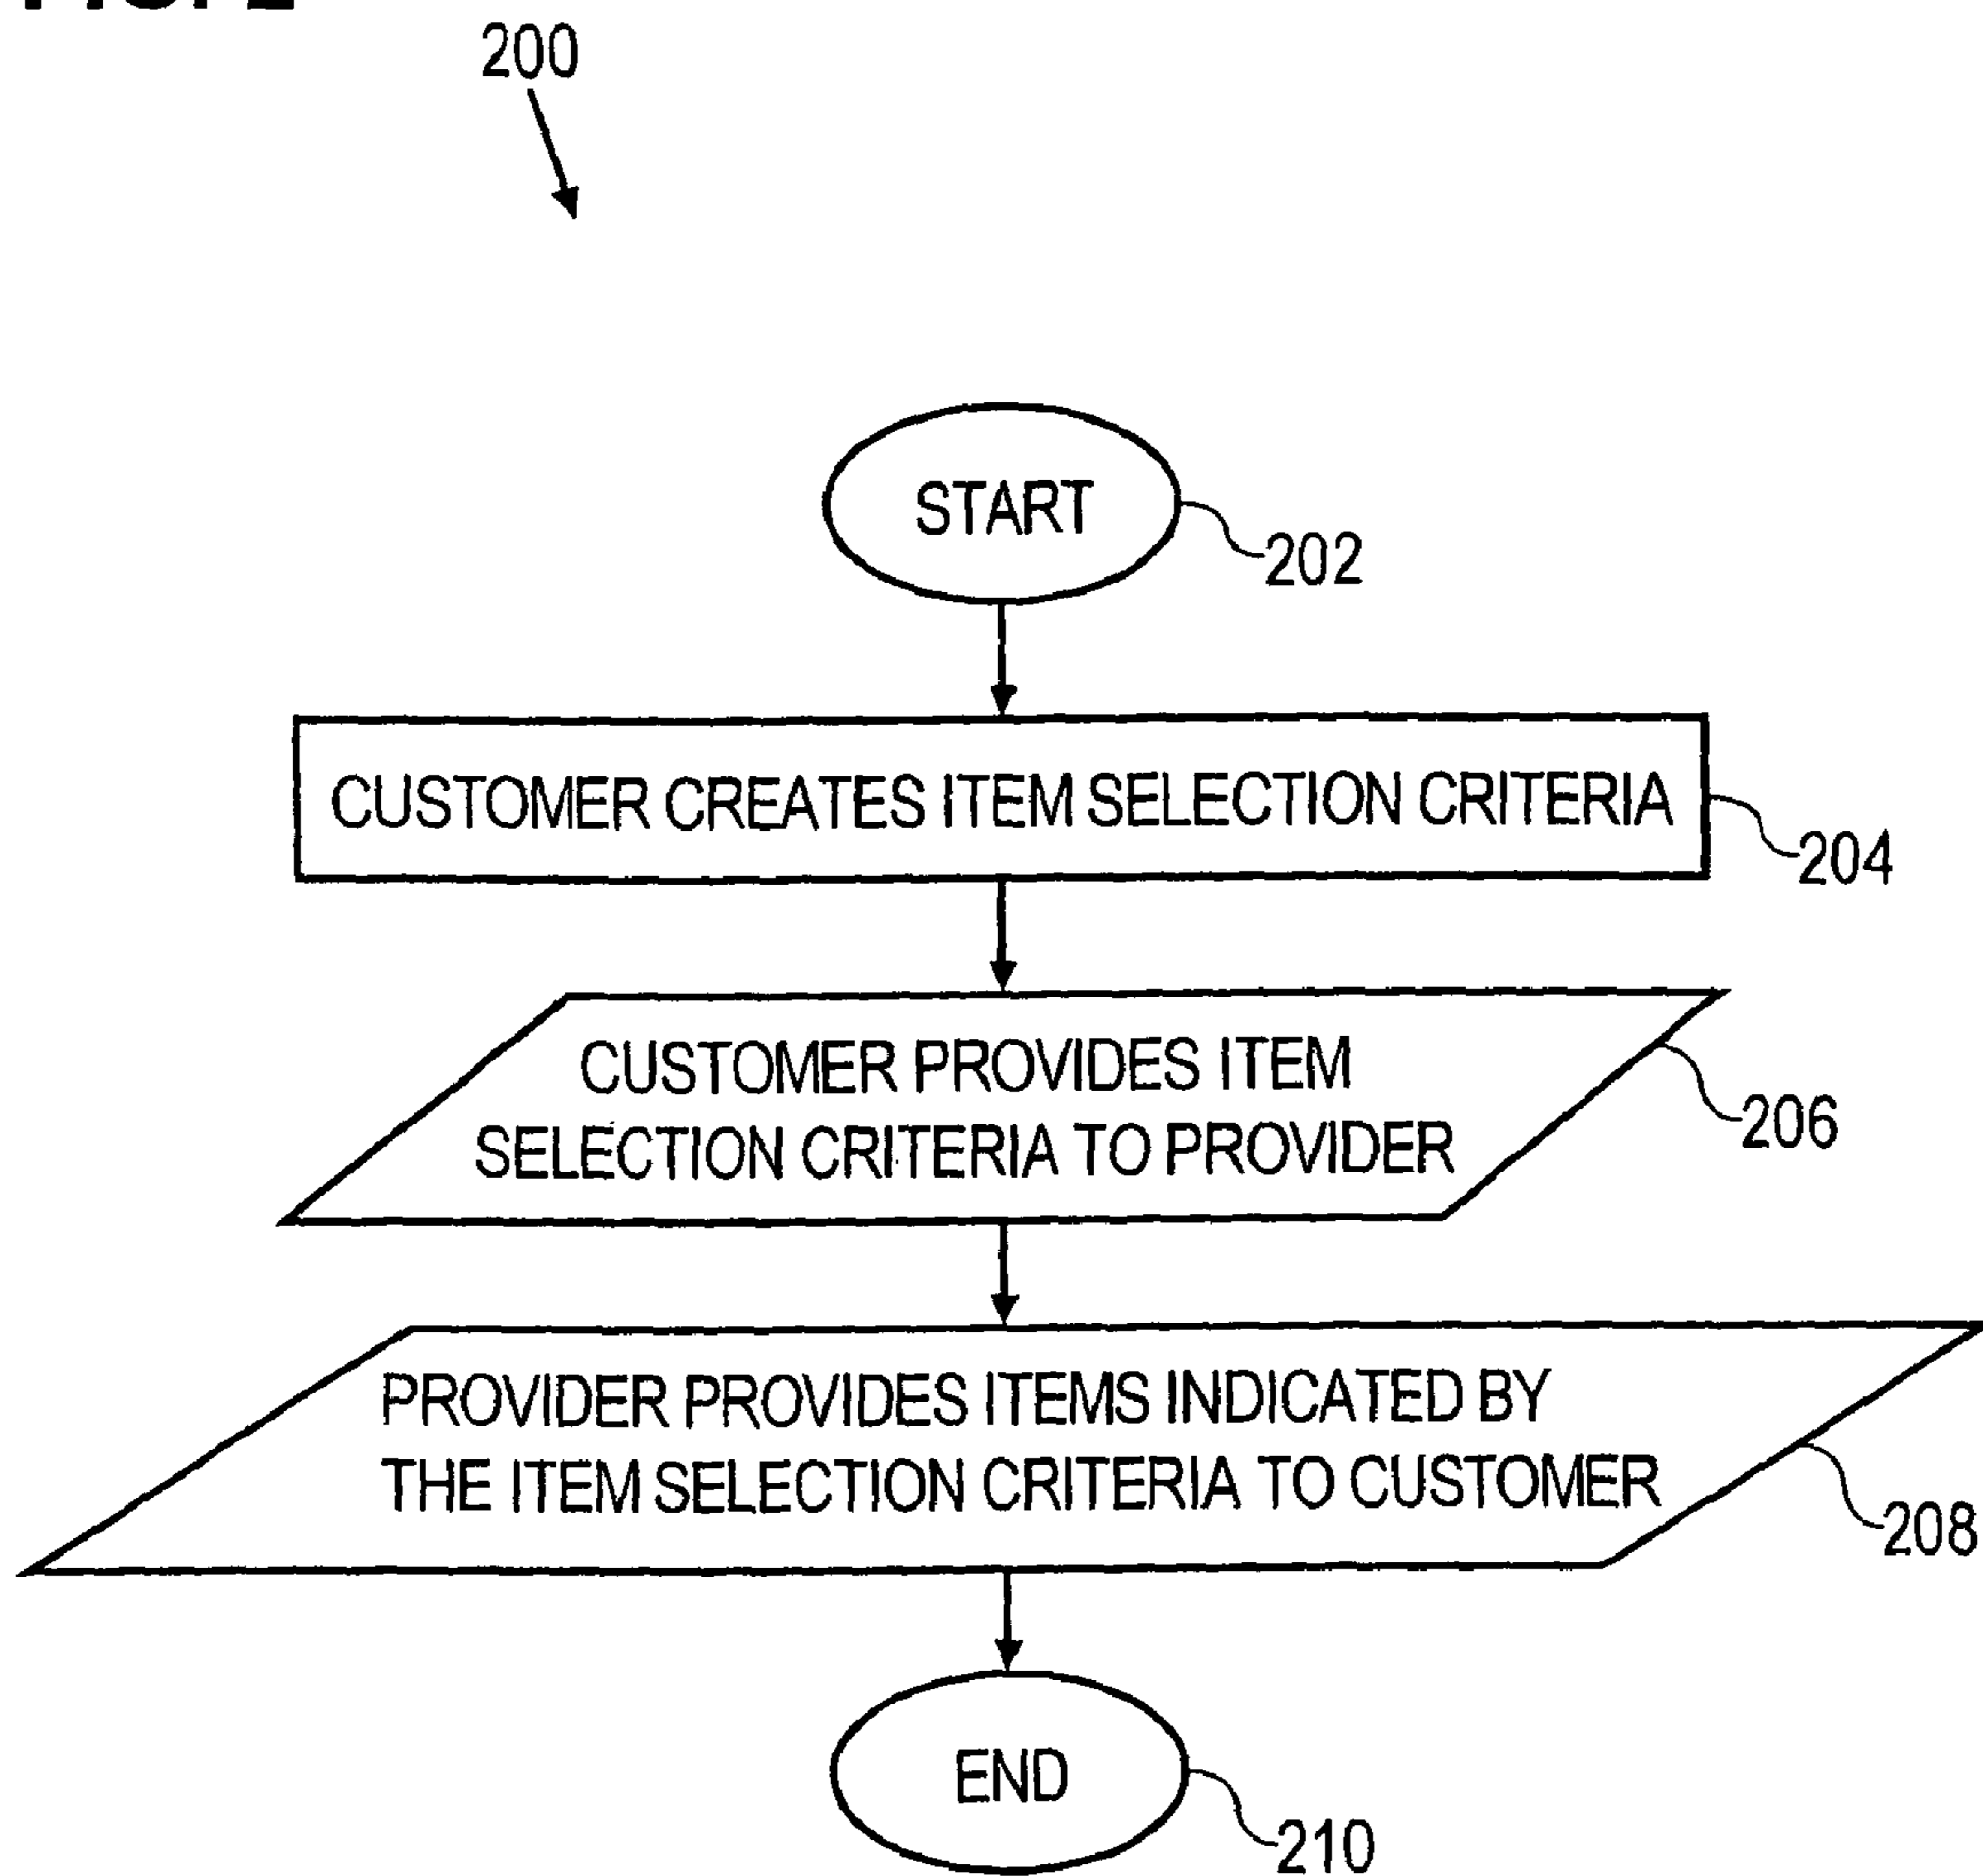 200
START
202
CUSTOMER CREATES ITEM SELECTION CRITERIA
204
CUSTOMER PROVIDES ITEM
SELECTION CRITERIA TO PROVIDER
206
PROVIDER PROVIDES ITEMS INDICATED BY
THE ITEM SELECTION CRITERIA TO CUSTOMER
208
END
210